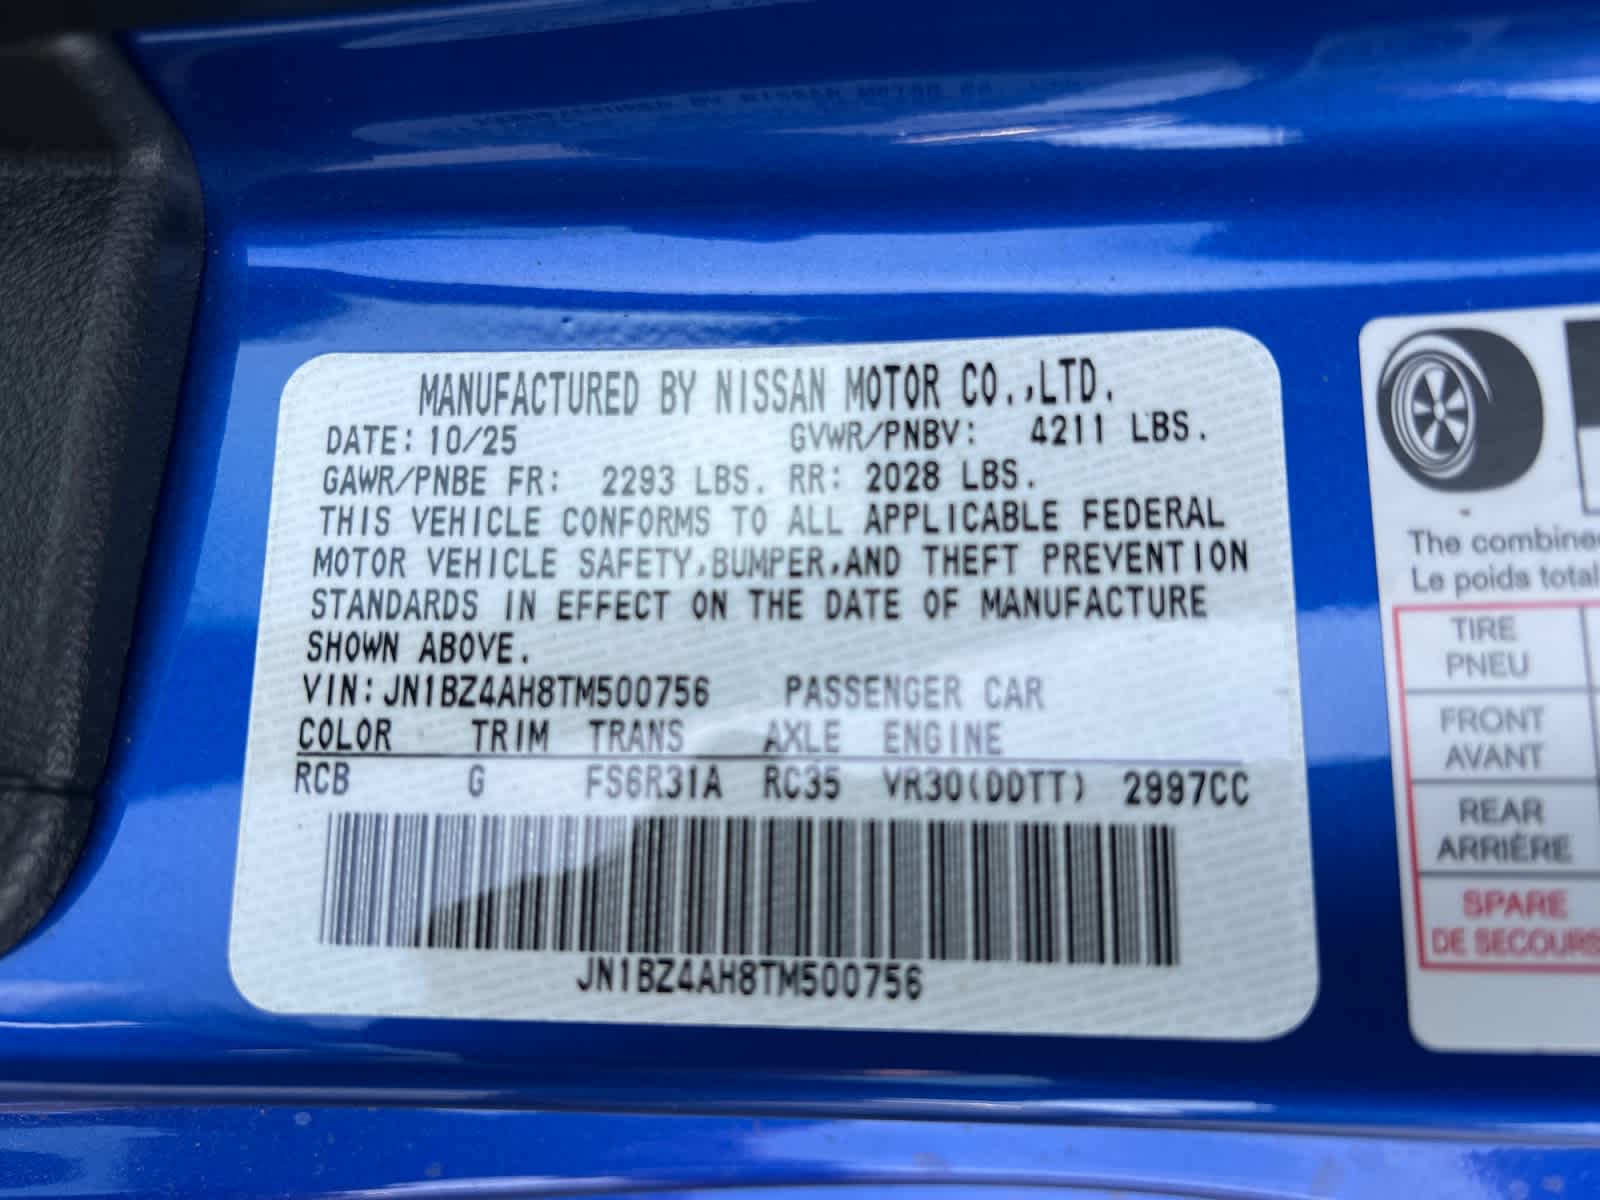 MANUFACTURED BY NISSAN MOTOR CO.,LTD.
DATE: 10/25 GVWR/PNBV: 4211 LBS.
GAWR/PNBE FR: 2293 LBS. RR: 2028 LBS.
THIS VEHICLE CONFORMS TO ALL APPLICABLE FEDERAL
MOTOR VEHICLE SAFETY,BUMPER,AND THEFT PREVENTION
STANDARDS IN EFFECT ON THE DATE OF MANUFACTURE
SHOWN ABOVE.
VIN: JN1BZ4AH8TM500756 PASSENGER CAR
COLOR TRIM TRANS AXLE ENGINE
RCB G FS6R31A RC35 VR30(DDTT) 2997CC
JN1BZ4AH8TM500756
The combined
Le poids total
TIRE
PNEU
FRONT
AVANT
REAR
ARRIÈRE
SPARE
DE SECOURS